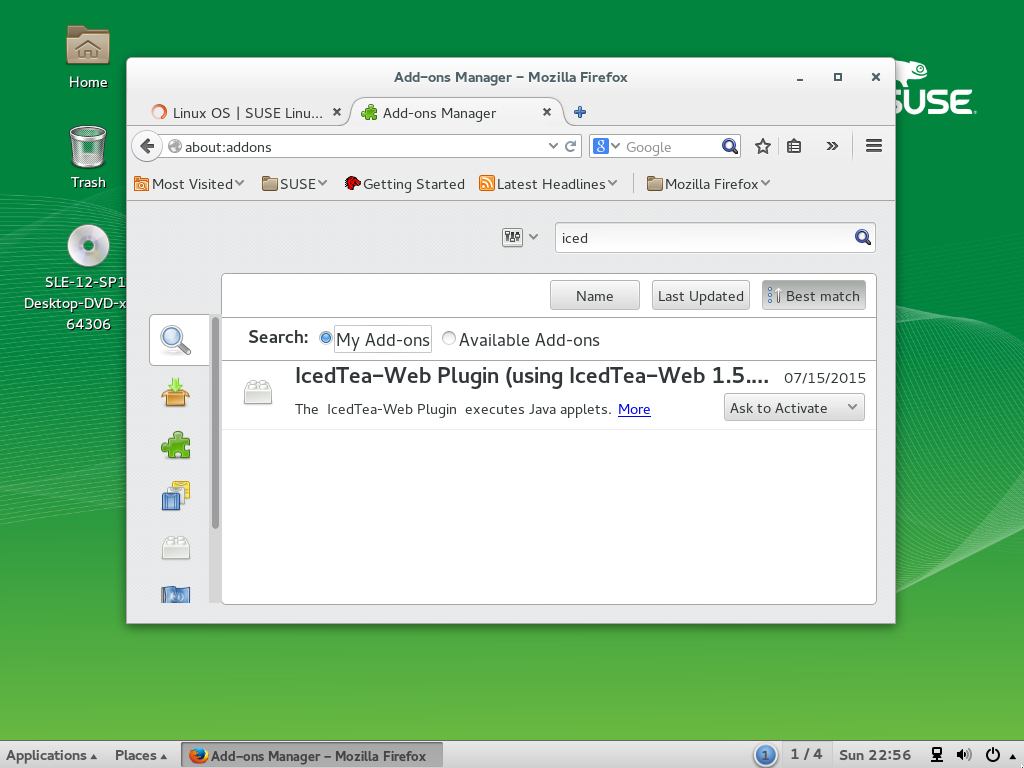 Home
Trash
SLE-12-SP1
Desktop-DVD-x
64306
SUSE
Add-ons Manager - Mozilla Firefox
Linux OS | SUSE Linu...
Add-ons Manager
about:addons
8
Google
Most Visited
SUSE
Getting Started
Latest Headlines
Mozilla Firefox
iced
Name
Last Updated
Best match
Search:
My Add-ons
Available Add-ons
IcedTea-Web Plugin (using IcedTea-Web 1.5....
07/15/2015
The IcedTea-Web Plugin executes Java applets. More
Ask to Activate
Applications
Places
Add-ons Manager - Mozilla Firefox
1
1 / 4
Sun 22:56